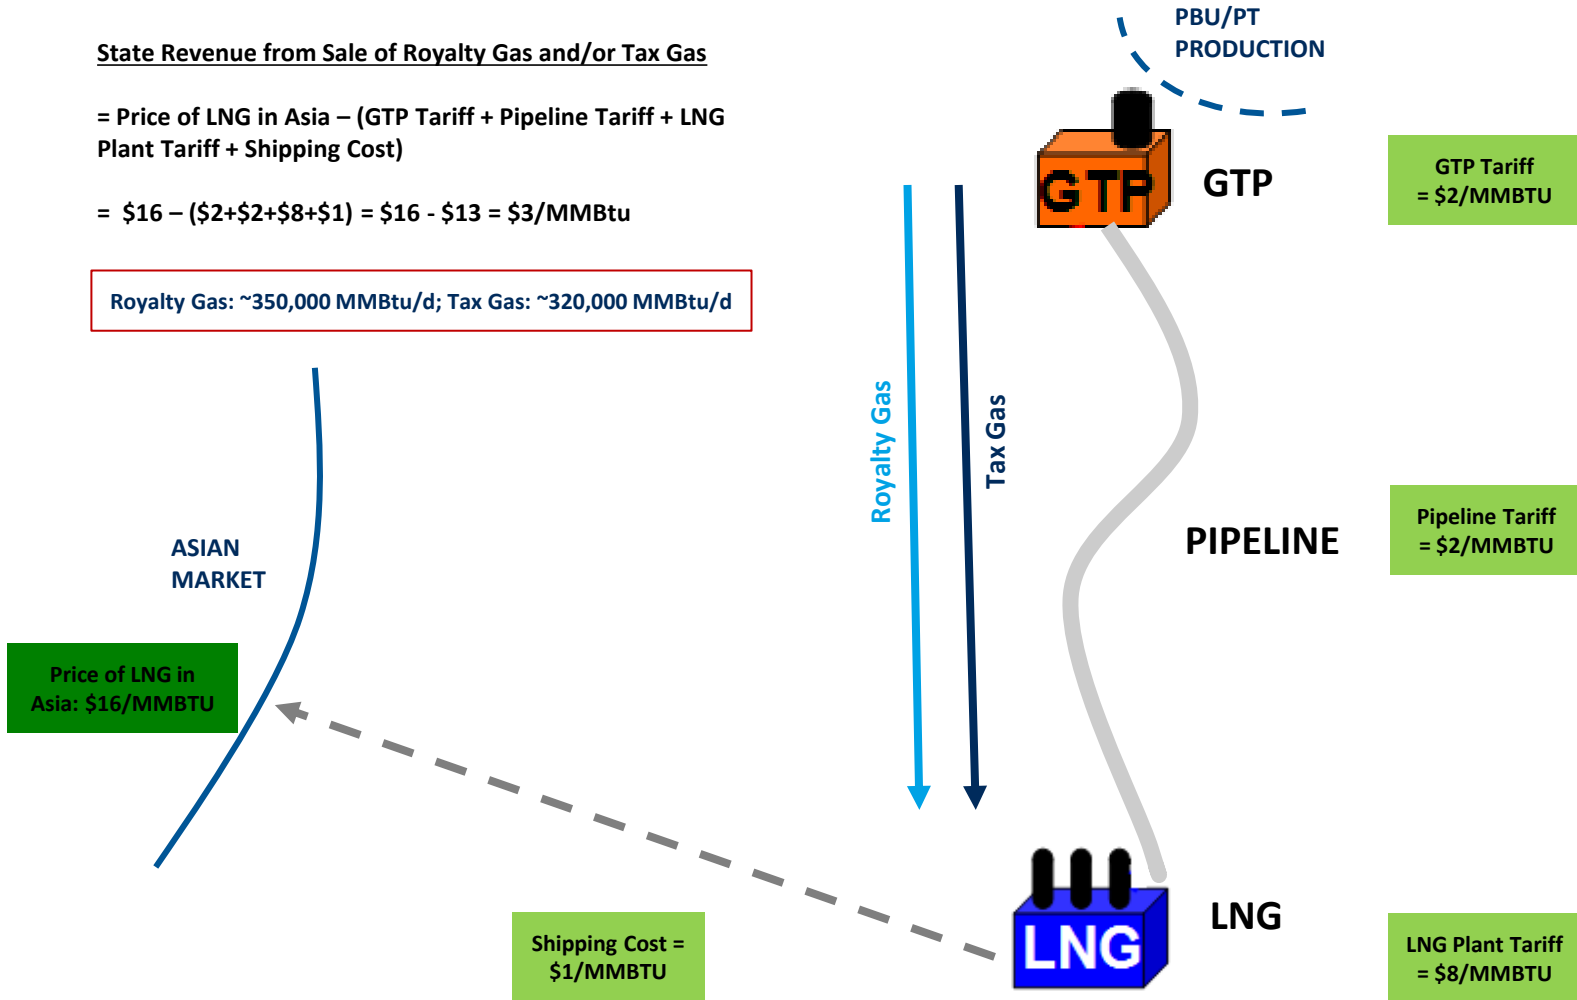 State Revenue from Sale of Royalty Gas and/or Tax Gas
= Price of LNG in Asia – (GTP Tariff + Pipeline Tariff + LNG
Plant Tariff + Shipping Cost)
= $16 – ($2+$2+$8+$1) = $16 - $13 = $3/MMBtu
Royalty Gas: ~350,000 MMBtu/d; Tax Gas: ~320,000 MMBtu/d
PBU/PT
PRODUCTION
GTP
GTP
GTP Tariff
= $2/MMBTU
Royalty Gas
Tax Gas
PIPELINE
Pipeline Tariff
= $2/MMBTU
ASIAN
MARKET
Price of LNG in
Asia: $16/MMBTU
Shipping Cost =
$1/MMBTU
LNG
LNG
LNG Plant Tariff
= $8/MMBTU